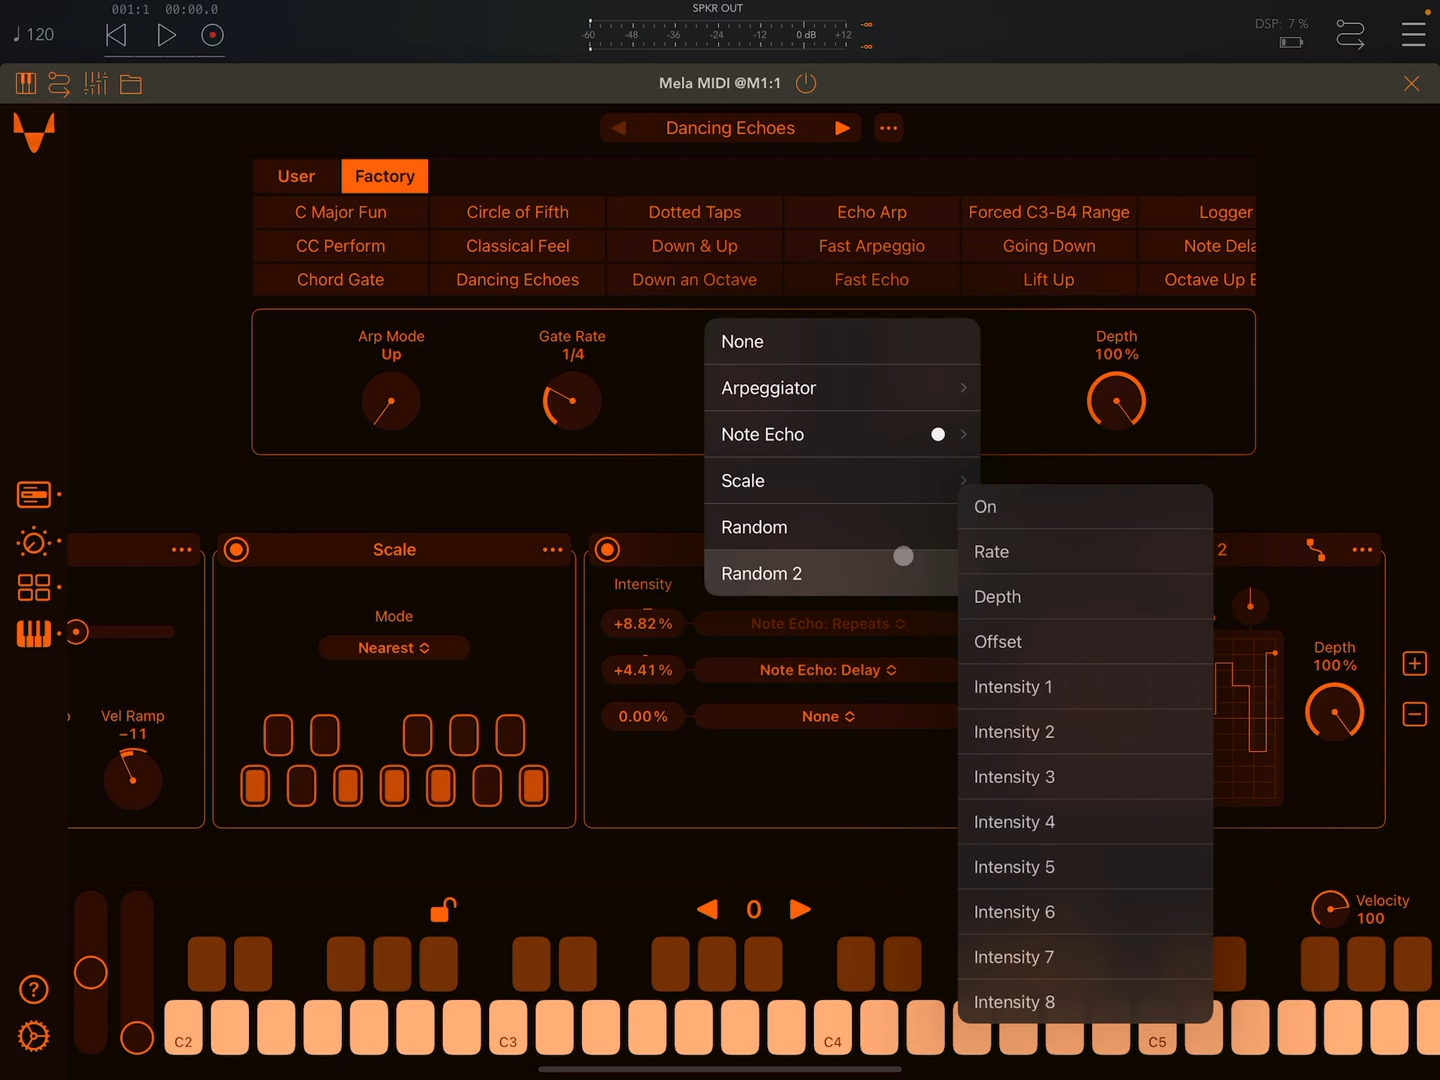 001:1 00:00.0
SPKR OUT
♩120
-60 -48 -36 -24 -12 0 dB +12
-∞
-∞
DSP: 7 %
Mela MIDI @M1:1
Dancing Echoes
User Factory
C Major Fun Circle of Fifth Dotted Taps Echo Arp Forced C3-B4 Range Logger
CC Perform Classical Feel Down & Up Fast Arpeggio Going Down Note Dela
Chord Gate Dancing Echoes Down an Octave Fast Echo Lift Up Octave Up E
Arp Mode
Up
Gate Rate
1/4
Depth
100%
None
Arpeggiator
Note Echo
Scale
Random
Random 2
On
Rate
Depth
Offset
Intensity 1
Intensity 2
Intensity 3
Intensity 4
Intensity 5
Intensity 6
Intensity 7
Intensity 8
Vel Ramp
−11
Scale
Mode
Nearest
Intensity
+8.82% Note Echo: Repeats
+4.41% Note Echo: Delay
0.00% None
2
Depth
100%
0
Velocity
100
C2 C3 C4 C5
?